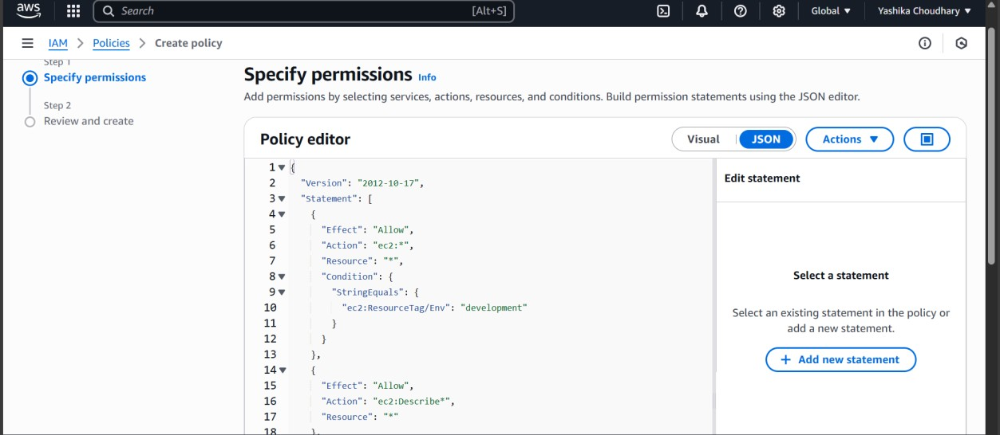 aws
Search
[Alt+S]
Global
Yashika Choudhary
IAM > Policies > Create policy
Step 1
Specify permissions
Step 2
Review and create
Specify permissions Info
Add permissions by selecting services, actions, resources, and conditions. Build permission statements using the JSON editor.
Policy editor
Visual
JSON
Actions
1 {
2 "Version": "2012-10-17",
3 "Statement": [
4 {
5 "Effect": "Allow",
6 "Action": "ec2:*",
7 "Resource": "*",
8 "Condition": {
9 "StringEquals": {
10 "ec2:ResourceTag/Env": "development"
11 }
12 }
13 },
14 {
15 "Effect": "Allow",
16 "Action": "ec2:Describe*",
17 "Resource": "*"
18 },
Edit statement
Select a statement
Select an existing statement in the policy or
add a new statement.
+ Add new statement